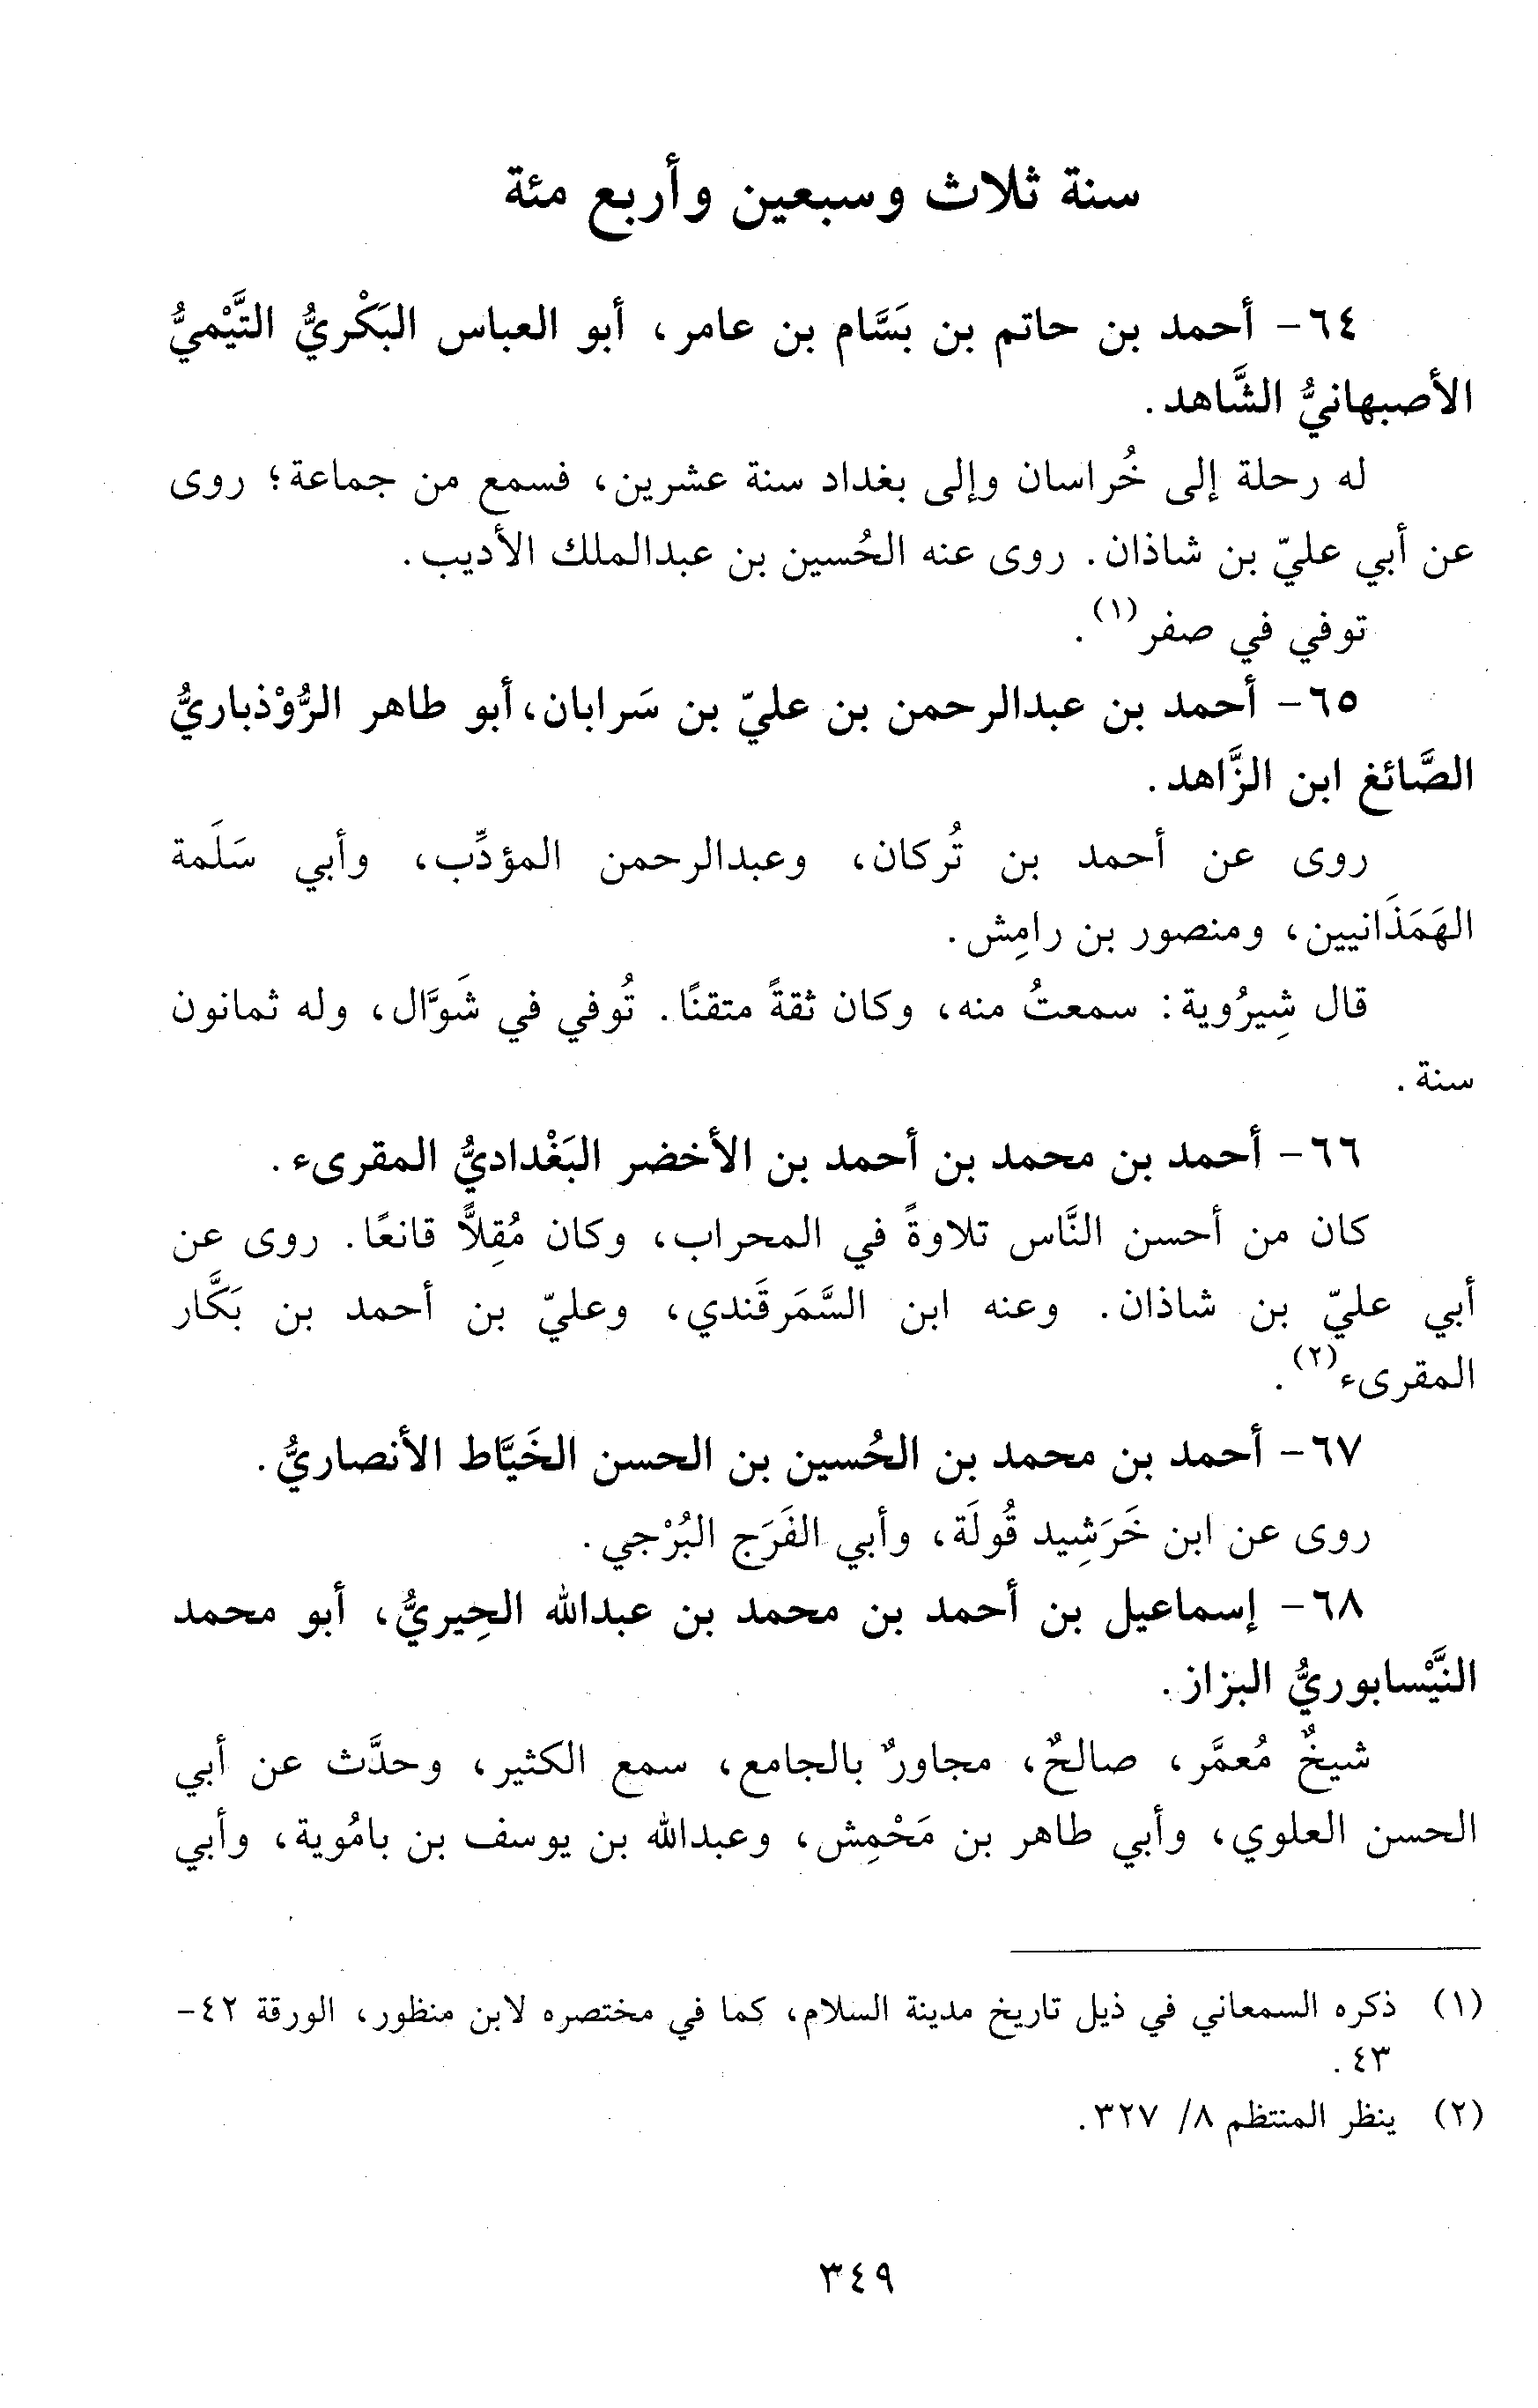 سنة ثلاث وسبعين وأربع مئة
٦٤- أحمد بن حاتم بن بَسَّام بن عامر، أبو العباس البَكْريُّ التَّيْميُّ
الأصبهانيُّ الشَّاهد.
له رحلة إلى خُراسان وإلى بغداد سنة عشرين، فسمع من جماعة؛ روى
عن أبي عليّ بن شاذان. روى عنه الحُسين بن عبدالملك الأديب.
توفي في صفر(١).
٦٥- أحمد بن عبدالرحمن بن عليّ بن سَرابان، أبو طاهر الرُّوْذباريُّ
الصَّائغ ابن الزَّاهد.
روى عن أحمد بن تُركان، وعبدالرحمن المؤدِّب، وأبي سَلَمة
الهَمَذَانيين، ومنصور بن رامِش.
قال شِيرُوية: سمعتُ منه، وكان ثقةً متقنًا. تُوفي في شَوَّال، وله ثمانون
سنة.
٦٦- أحمد بن محمد بن أحمد بن الأخضر البَغْداديُّ المقرىء.
كان من أحسن النَّاس تلاوةً في المحراب، وكان مُقِلاًّ قانعًا. روى عن
أبي عليّ بن شاذان. وعنه ابن السَّمَرقَندي، وعليّ بن أحمد بن بَكَّار
المقرىء(٢).
٦٧- أحمد بن محمد بن الحُسين بن الحسن الخَيَّاط الأنصاريُّ.
روى عن ابن خَرَشِيد قُولَة، وأبي الفَرَج البُرْجي.
٦٨- إسماعيل بن أحمد بن محمد بن عبدالله الحِيريُّ، أبو محمد
النَّيْسابوريُّ البزاز.
شيخٌ مُعمَّر، صالحٌ، مجاورٌ بالجامع، سمع الكثير، وحدَّث عن أبي
الحسن العلوي، وأبي طاهر بن مَحْمِش، وعبدالله بن يوسف بن بامُوية، وأبي
(١) ذكره السمعاني في ذيل تاريخ مدينة السلام، كما في مختصره لابن منظور، الورقة ٤٢-
٤٣.
(٢) ينظر المنتظم ٨/ ٣٢٧.
٣٤٩